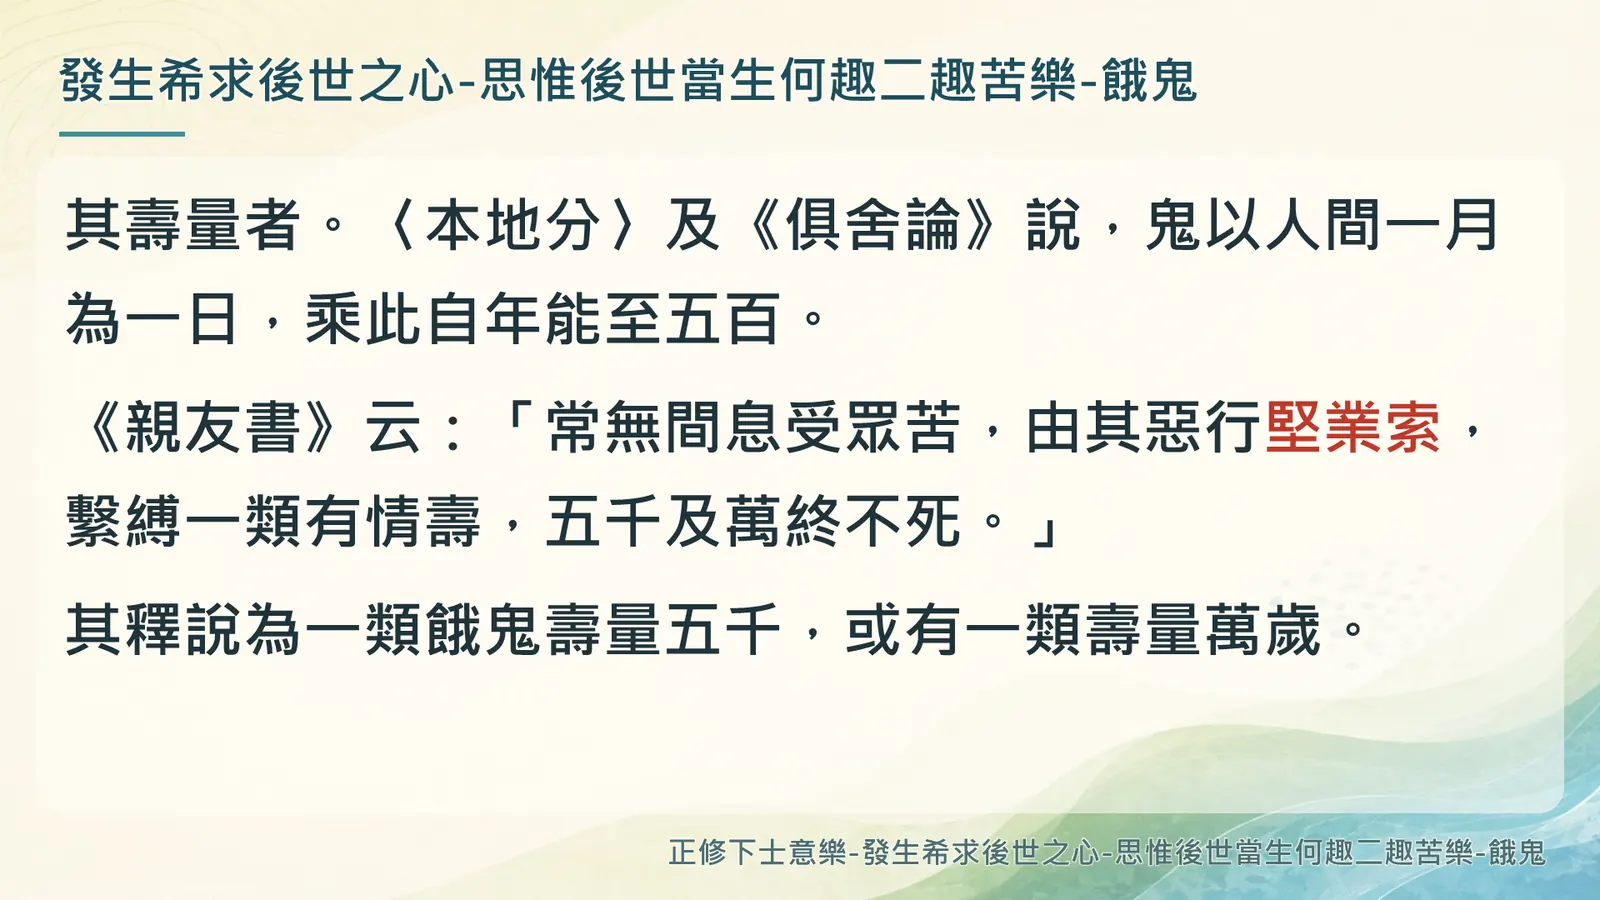 發生希求後世之心-思惟後世當生何趣二趣苦樂-餓鬼
其壽量者。〈本地分〉及《俱舍論》說，鬼以人間一月
為一日，乘此自年能至五百。
《親友書》云：「常無間息受眾苦，由其惡行堅業索，
繫縛一類有情壽，五千及萬終不死。」
其釋說為一類餓鬼壽量五千，或有一類壽量萬歲。
正修下士意樂-發生希求後世之心-思惟後世當生何趣二趣苦樂-餓鬼